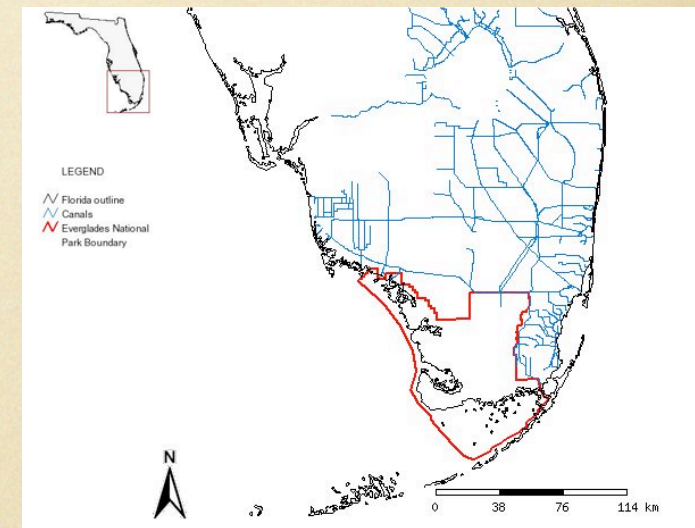 LEGEND
Florida outline
Canals
Everglades National
Park Boundary
N
0 38 76 114 km